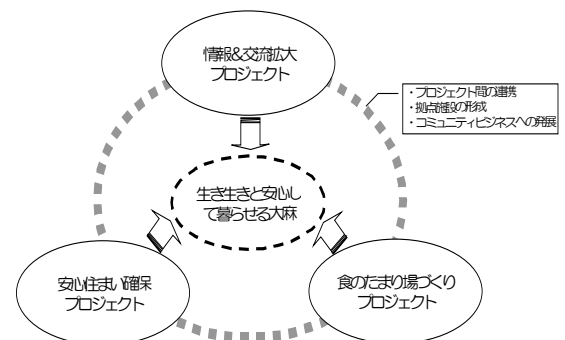 情報&交流拡大
プロジェクト
・プロジェクト間の連携
・拠点施設の形成
・コミュニティビジネスへの発展
生き生きと安心し
て暮らせる大麻
安心住まい確保
プロジェクト
食のたまり場づくり
プロジェクト